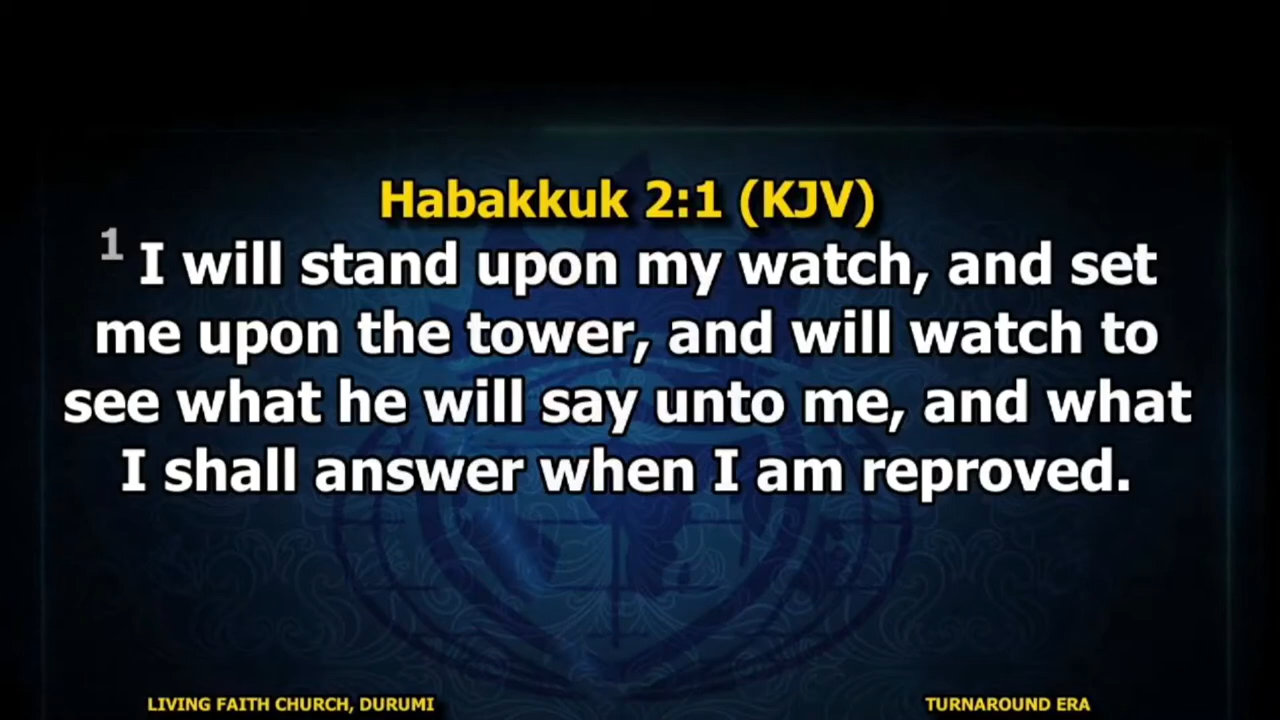 Habakkuk 2:1 (KJV)
1 I will stand upon my watch, and set
me upon the tower, and will watch to
see what he will say unto me, and what
I shall answer when I am reproved.
LIVING FAITH CHURCH, DURUMI
TURNAROUND ERA